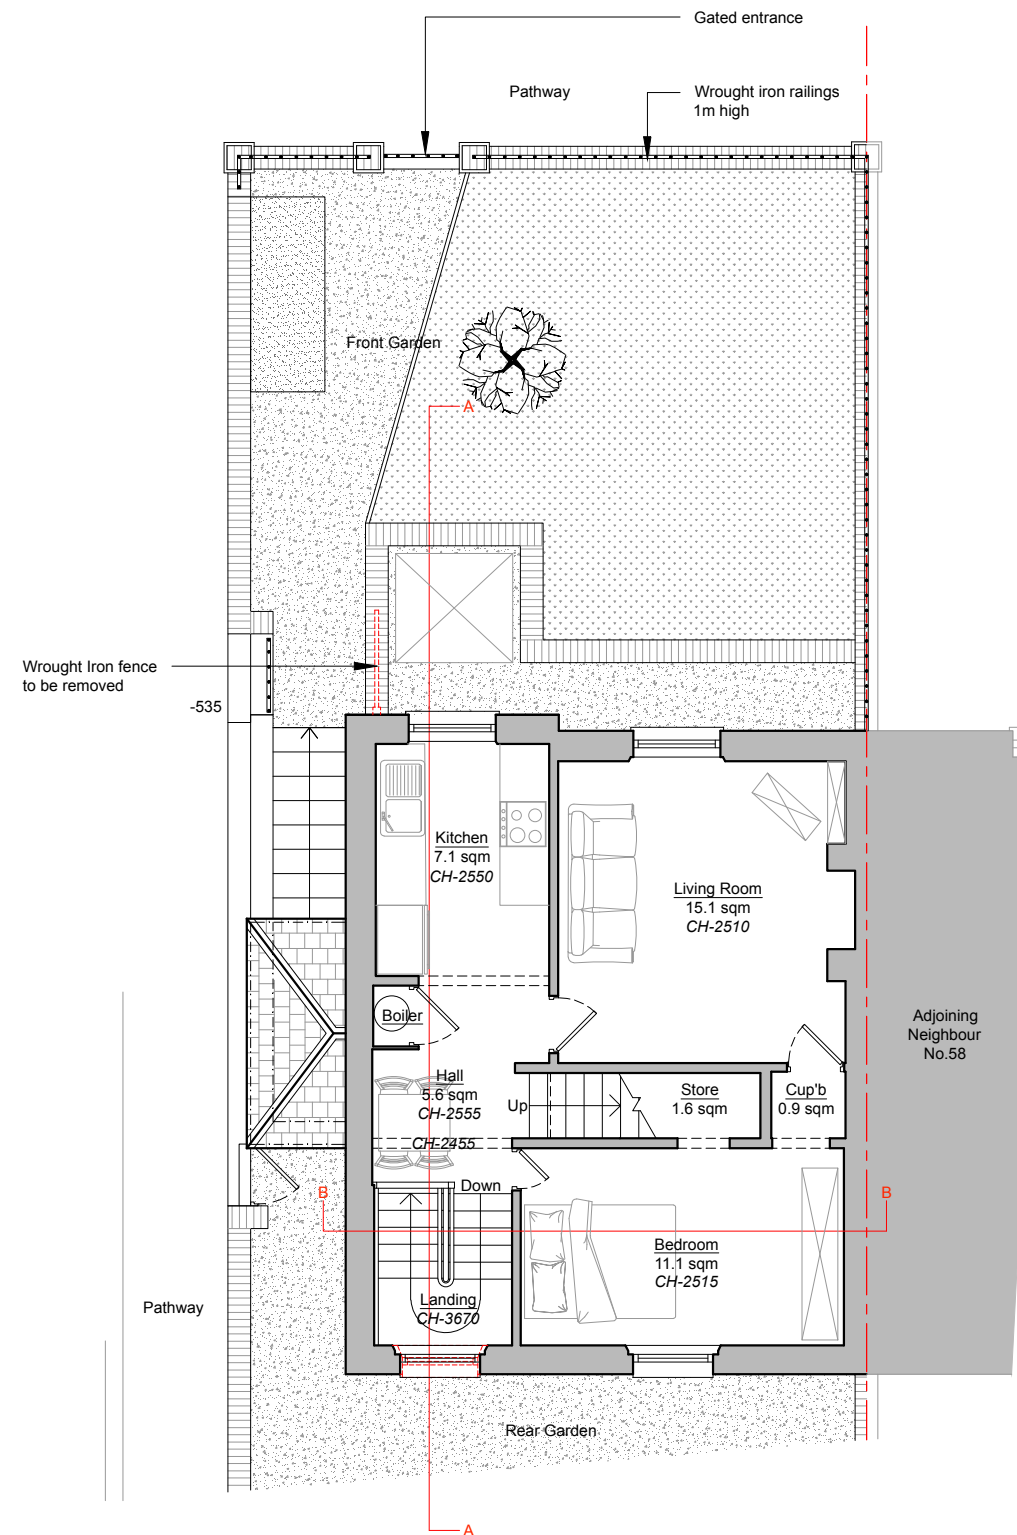 Gated entrance
Pathway
Wrought iron railings
1m high
Front Garden
A
Wrought Iron fence
to be removed
-535
Kitchen
7.1 sqm
CH-2550
Living Room
15.1 sqm
CH-2510
Boiler
Adjoining
Neighbour
No.58
Hall
5.6 sqm
CH-2555
Up
Store
1.6 sqm
Cup'b
0.9 sqm
CH-2455
Down
B
B
Bedroom
11.1 sqm
CH-2515
Pathway
Landing
CH-3670
Rear Garden
A